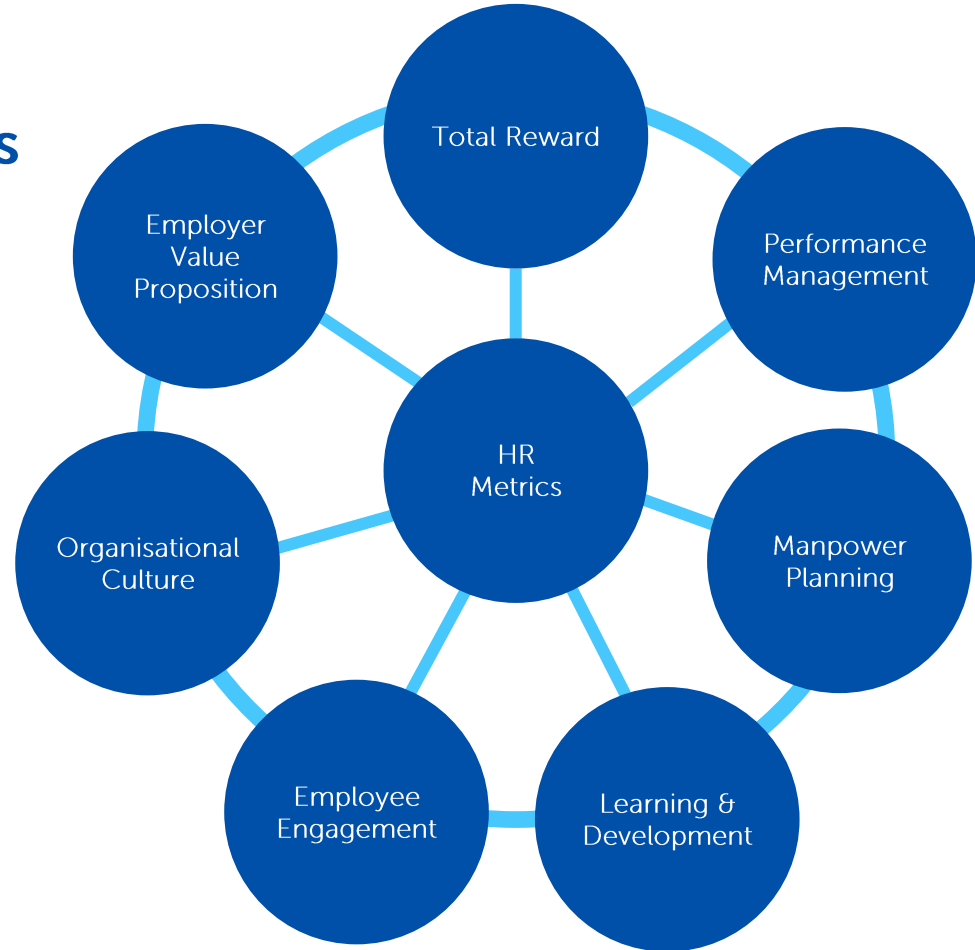 s
Total Reward
Employer
Value
Proposition
Performance
Management
HR
Metrics
Organisational
Culture
Manpower
Planning
Employee
Engagement
Learning &
Development